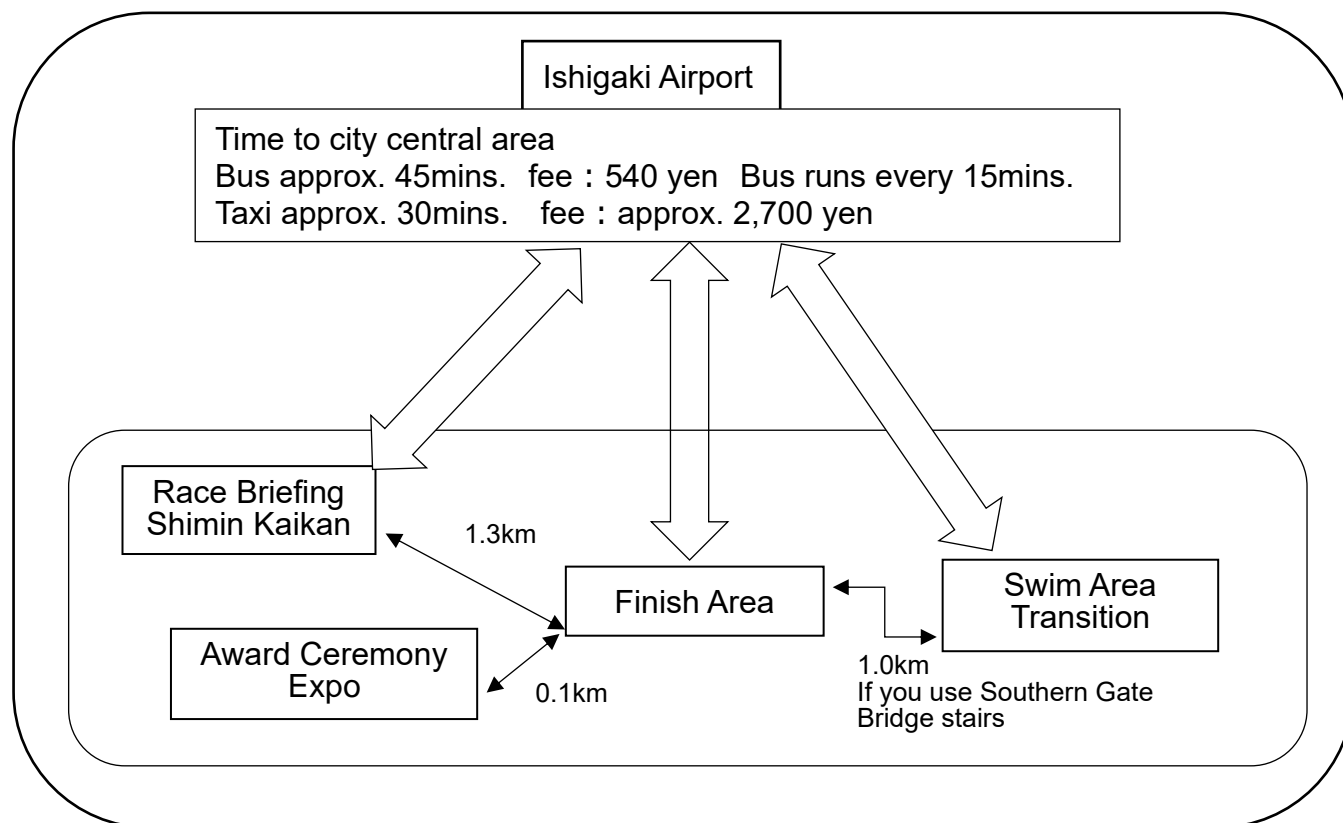 Ishigaki Airport
Time to city central area
Bus approx. 45mins. fee：540 yen Bus runs every 15mins.
Taxi approx. 30mins. fee：approx. 2,700 yen
Race Briefing
Shimin Kaikan
1.3km
Finish Area
Swim Area
Transition
Award Ceremony
Expo
0.1km
1.0km
If you use Southern Gate
Bridge stairs